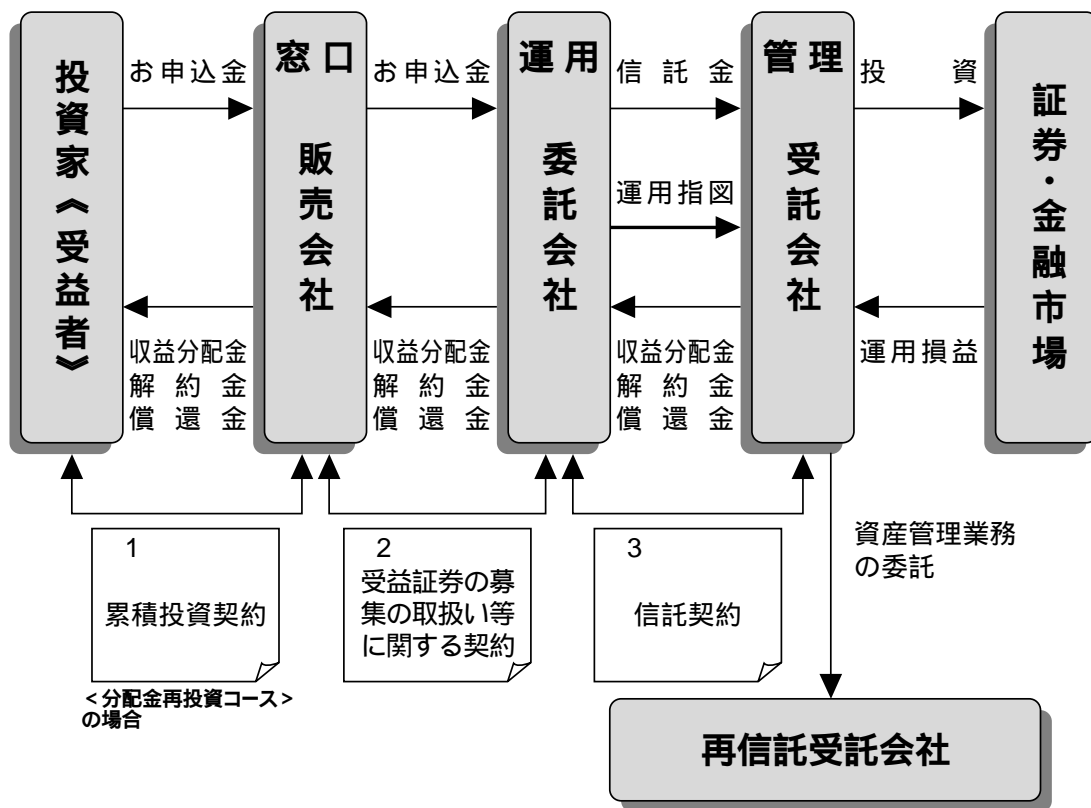 投資家《受益者》
お申込金
収益分配金
解約金
償還金
窓口
販売会社
お申込金
収益分配金
解約金
償還金
運用
委託会社
信託金
運用指図
収益分配金
解約金
償還金
管理
受託会社
投資
運用損益
証券・金融市場
1
累積投資契約
<分配金再投資コース>
の場合
2
受益証券の募
集の取扱い等
に関する契約
3
信託契約
資産管理業務
の委託
再信託受託会社